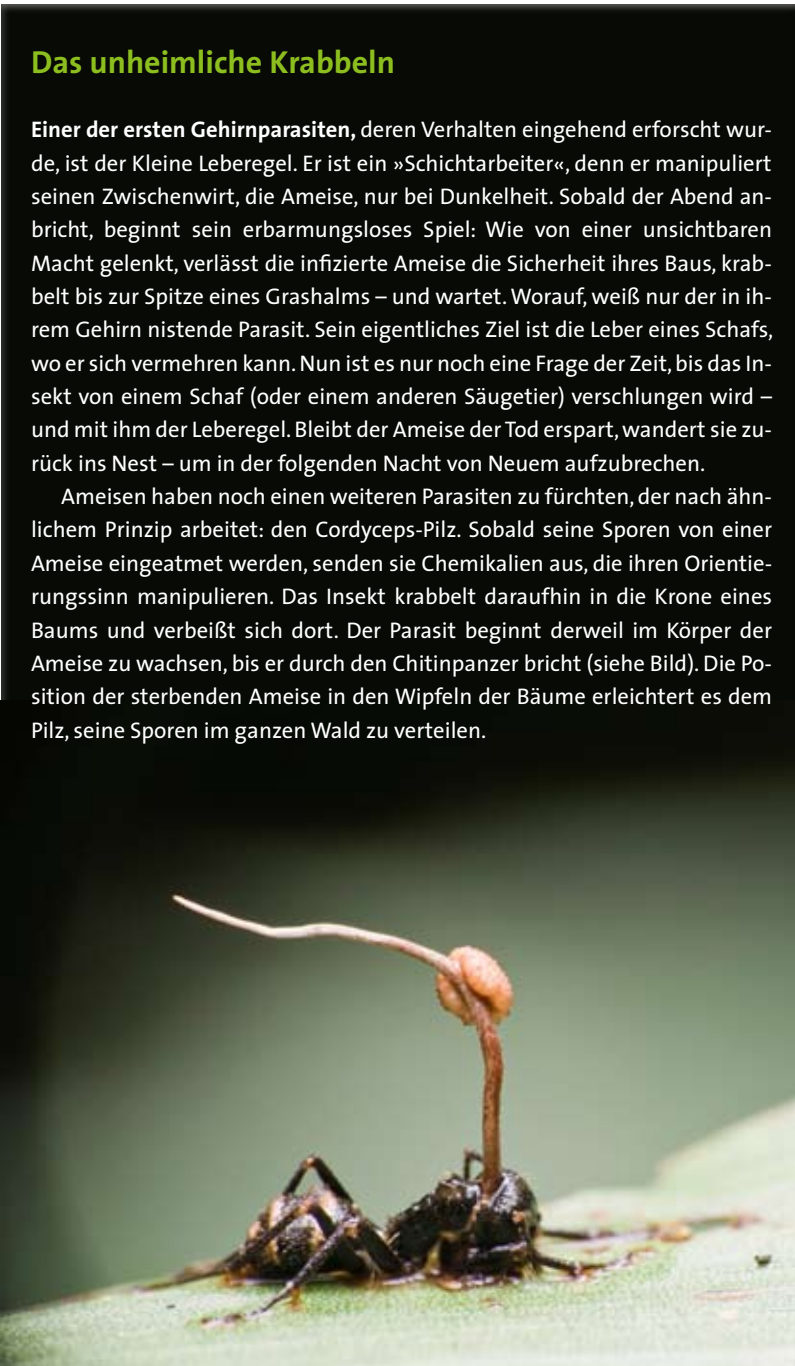 Das unheimliche Krabbeln
Einer der ersten Gehirnparasiten, deren Verhalten eingehend erforscht wur-
de, ist der Kleine Leberegel. Er ist ein »Schichtarbeiter«, denn er manipuliert
seinen Zwischenwirt, die Ameise, nur bei Dunkelheit. Sobald der Abend an-
bricht, beginnt sein erbarmungsloses Spiel: Wie von einer unsichtbaren
Macht gelenkt, verlässt die infizierte Ameise die Sicherheit ihres Baus, krab-
belt bis zur Spitze eines Grashalms – und wartet. Worauf, weiß nur der in ih-
rem Gehirn nistende Parasit. Sein eigentliches Ziel ist die Leber eines Schafs,
wo er sich vermehren kann. Nun ist es nur noch eine Frage der Zeit, bis das In-
sekt von einem Schaf (oder einem anderen Säugetier) verschlungen wird –
und mit ihm der Leberegel. Bleibt der Ameise der Tod erspart, wandert sie zu-
rück ins Nest – um in der folgenden Nacht von Neuem aufzubrechen.
Ameisen haben noch einen weiteren Parasiten zu fürchten, der nach ähn-
lichem Prinzip arbeitet: den Cordyceps-Pilz. Sobald seine Sporen von einer
Ameise eingeatmet werden, senden sie Chemikalien aus, die ihren Orientie-
rungssinn manipulieren. Das Insekt krabbelt daraufhin in die Krone eines
Baums und verbeißt sich dort. Der Parasit beginnt derweil im Körper der
Ameise zu wachsen, bis er durch den Chitinpanzer bricht (siehe Bild). Die Po-
sition der sterbenden Ameise in den Wipfeln der Bäume erleichtert es dem
Pilz, seine Sporen im ganzen Wald zu verteilen.